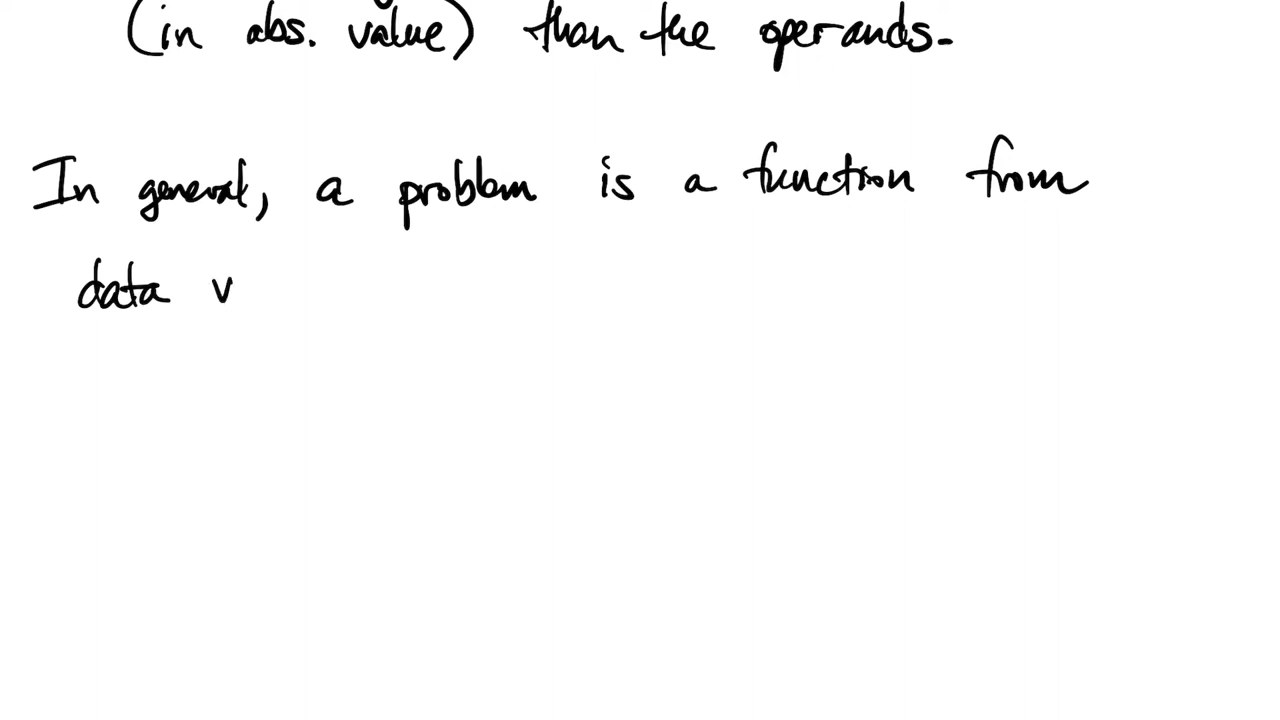 (in abs. value) than the operands.
In general, a problem is a function from
data v